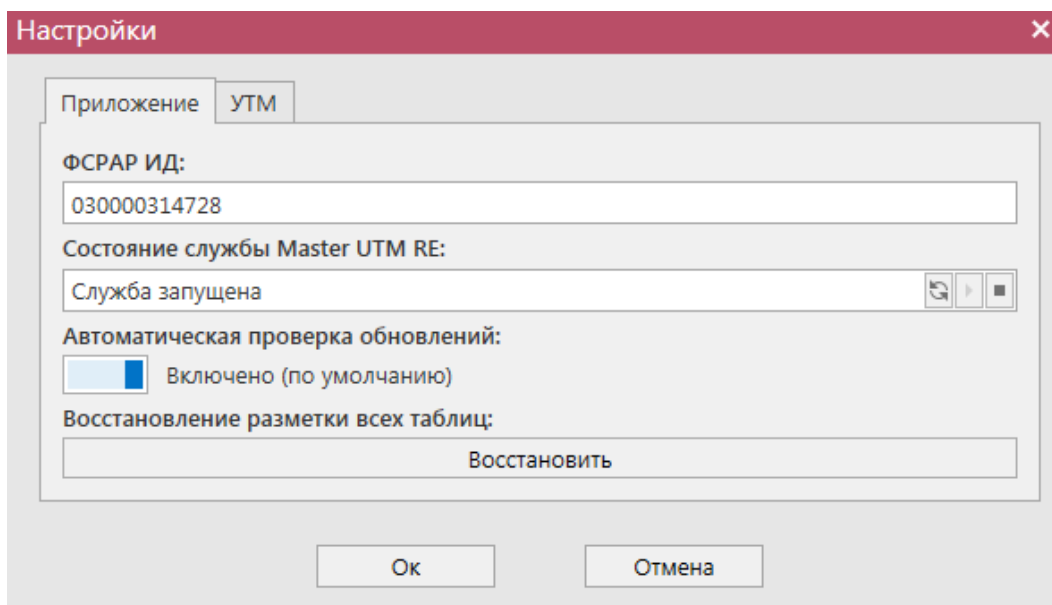 Настройки
Приложение УТМ
ФСРАР ИД:
030000314728
Состояние службы Master UTM RE:
Служба запущена
Автоматическая проверка обновлений:
Включено (по умолчанию)
Восстановление разметки всех таблиц:
Восстановить
Ок Отмена